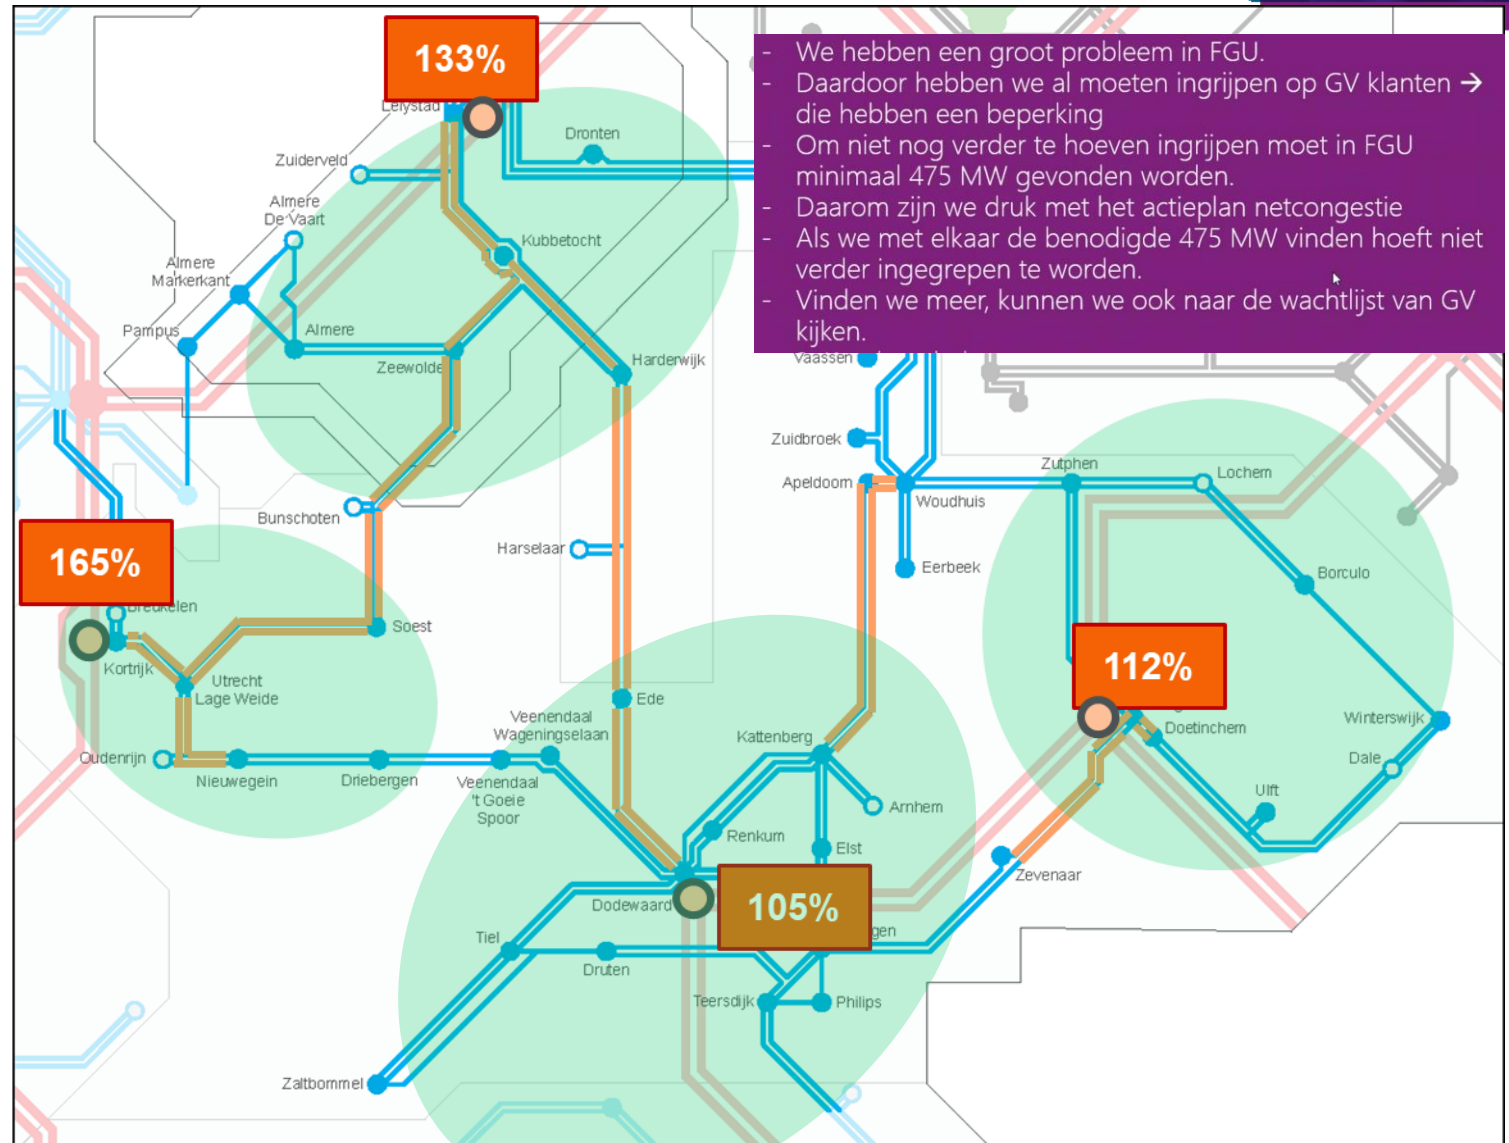 133%
- We hebben een groot probleem in FGU.
- Daardoor hebben we al moeten ingrijpen op GV klanten →
die hebben een beperking
- Om niet nog verder te hoeven ingrijpen moet in FGU
minimaal 475 MW gevonden worden.
- Daarom zijn we druk met het actieplan netcongestie
- Als we met elkaar de benodigde 475 MW vinden hoeft niet
verder ingegrepen te worden.
- Vinden we meer, kunnen we ook naar de wachtlijst van GV
kijken.
Lelystad
Dronten
Zuiderveld
Almere
De Vaart
Kubbetocht
Almere
Markerkant
Pampus
Almere
Zeewolde
Harderwijk
Vaassen
Zuidbroek
Apeldoorn
Woudhuis
Zutphen
Lochem
Bunschoten
Harselaar
Eerbeek
Borculo
165%
Breukelen
Soest
Kortrijk
Utrecht
Lage Weide
112%
Ede
Veenendaal
Wageningselaan
Kattenberg
Doetinchem
Winterswijk
Oudenrijn
Nieuwegein
Driebergen
Veenendaal
't Goeie
Spoor
Dale
Ulft
Arnhem
Renkum
Elst
Zevenaar
Dodewaard
105%
gen
Tiel
Druten
Teersdijk
Philips
Zaltbommel